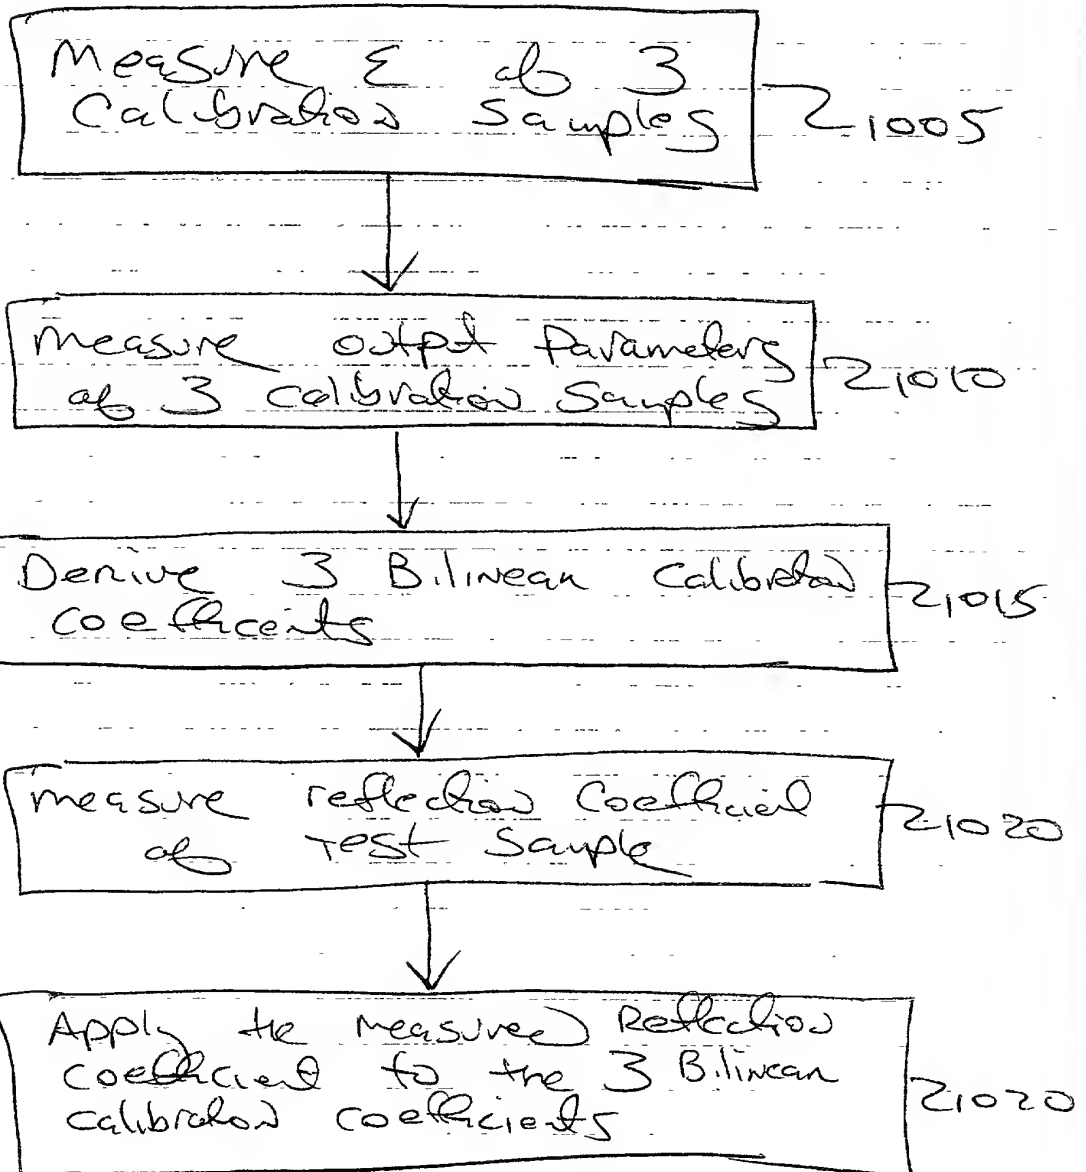 Measure ε of 3
Calibration Samples
1005
Measure output Parameters
of 3 Calibration Samples
1010
Derive 3 Bilinear Calibration
Coefficents
1015
measure reflection Coefficient
of Test Sample
1020
Apply the Measured Reflection
coefficient to the 3 Bilinear
calibration coefficients
1020